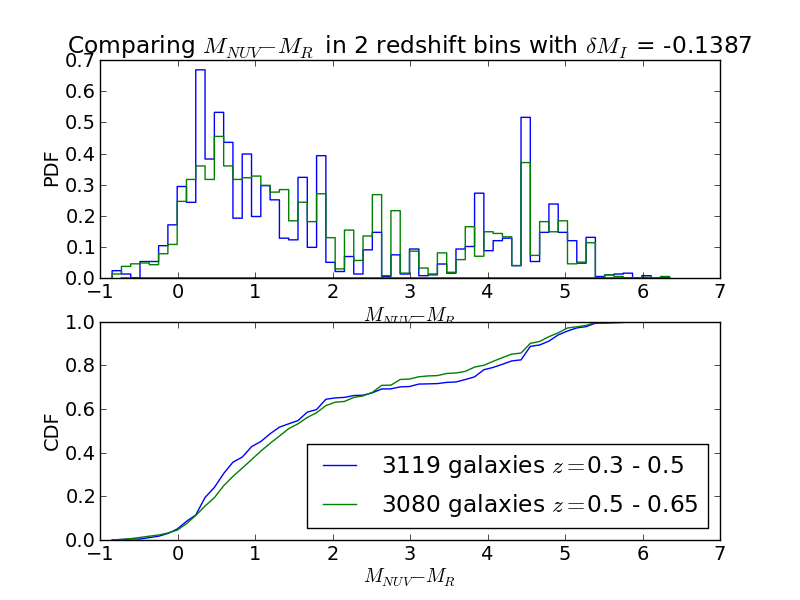 Comparing M_NUV−M_R in 2 redshift bins with δM_I = -0.1387
0.7
0.6
0.5
0.4
0.3
0.2
0.1
0.0
PDF
−1 0 1 2 3 4 5 6 7
M_NUV−M_R
1.0
0.8
0.6
0.4
0.2
0.0
CDF
3119 galaxies z=0.3 - 0.5
3080 galaxies z=0.5 - 0.65
−1 0 1 2 3 4 5 6 7
M_NUV−M_R